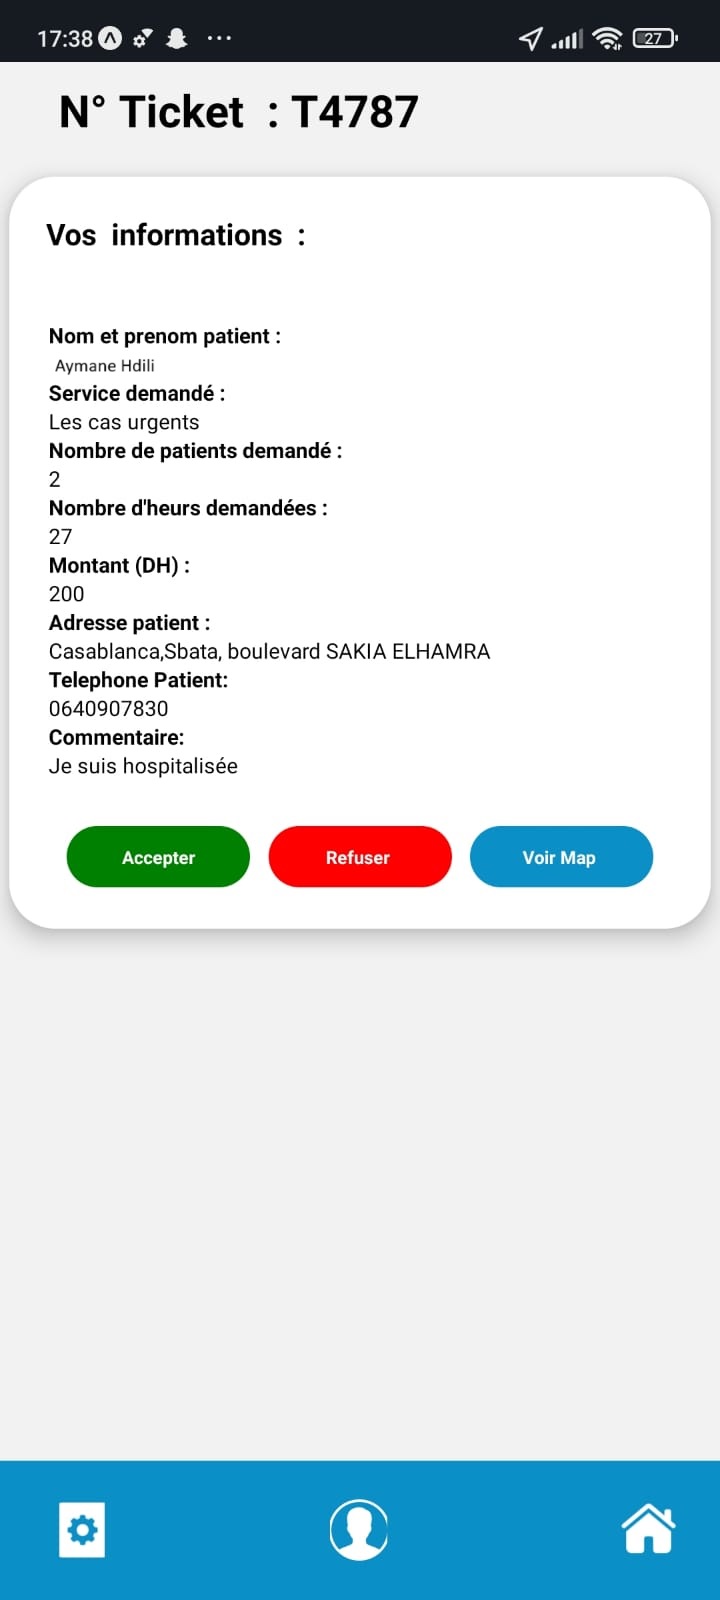 17:38
27
N° Ticket : T4787
Vos informations :
Nom et prenom patient :
Aymane Hdili
Service demandé :
Les cas urgents
Nombre de patients demandé :
2
Nombre d'heurs demandées :
27
Montant (DH) :
200
Adresse patient :
Casablanca,Sbata, boulevard SAKIA ELHAMRA
Telephone Patient:
0640907830
Commentaire:
Je suis hospitalisée
Accepter Refuser Voir Map